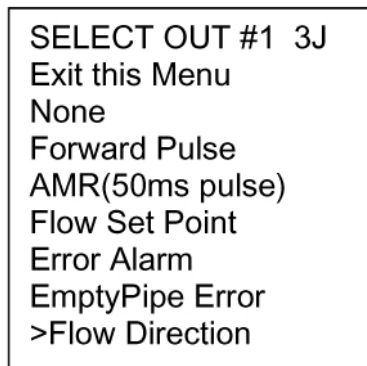 SELECT OUT #1  3J
Exit this Menu
None
Forward Pulse
AMR(50ms pulse)
Flow Set Point
Error Alarm
EmptyPipe Error
>Flow Direction